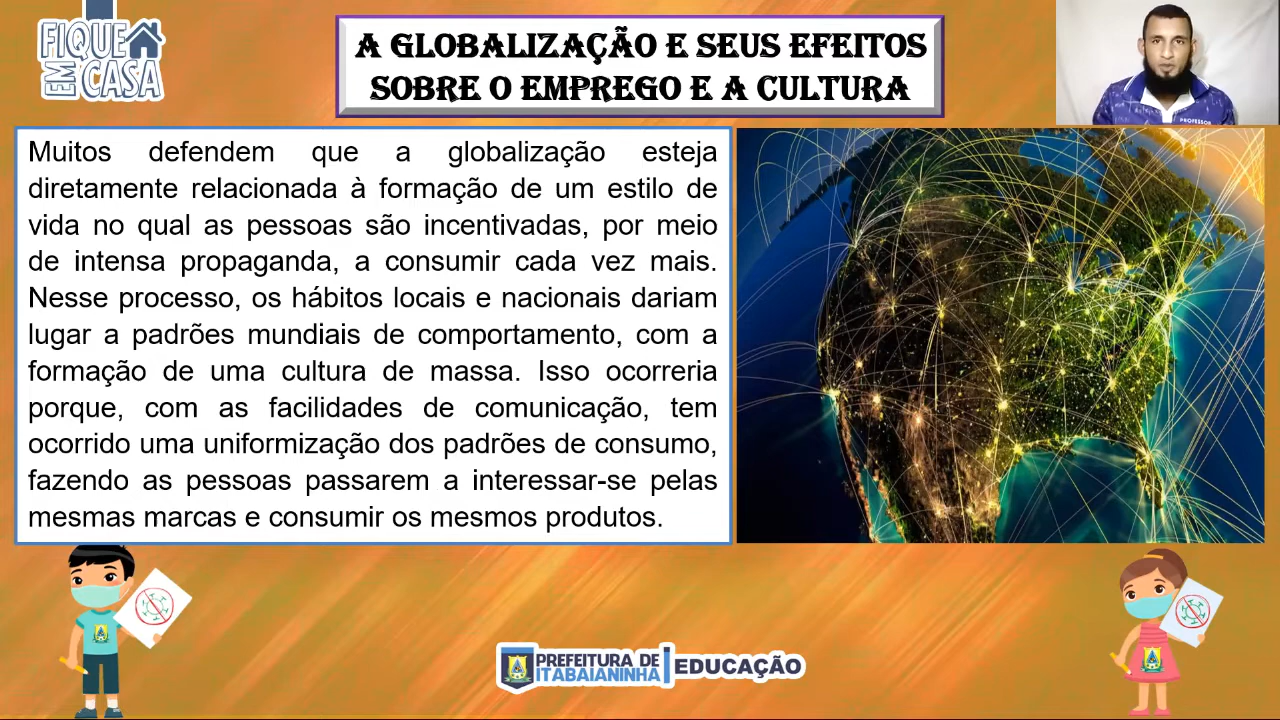 FIQUE
EM
CASA
A GLOBALIZAÇÃO E SEUS EFEITOS
SOBRE O EMPREGO E A CULTURA
PROFESSOR
Muitos defendem que a globalização esteja
diretamente relacionada à formação de um estilo de
vida no qual as pessoas são incentivadas, por meio
de intensa propaganda, a consumir cada vez mais.
Nesse processo, os hábitos locais e nacionais dariam
lugar a padrões mundiais de comportamento, com a
formação de uma cultura de massa. Isso ocorreria
porque, com as facilidades de comunicação, tem
ocorrido uma uniformização dos padrões de consumo,
fazendo as pessoas passarem a interessar-se pelas
mesmas marcas e consumir os mesmos produtos.
PREFEITURA DE
ITABAIANINHA
EDUCAÇÃO